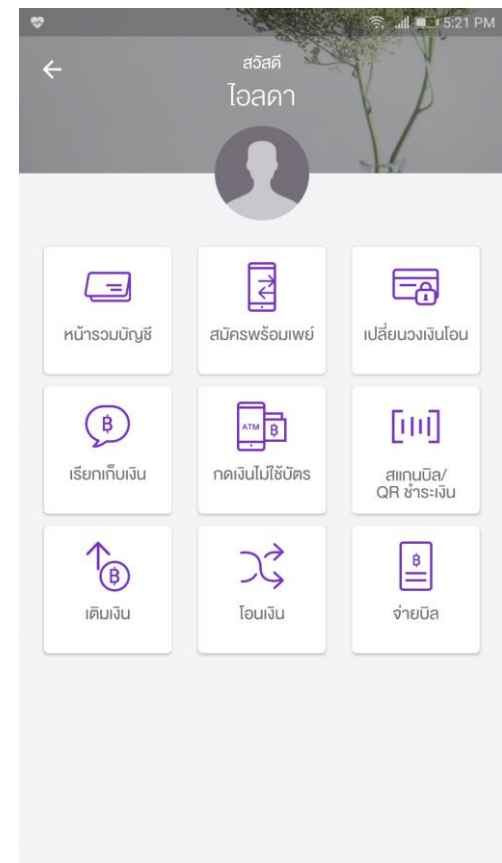 5:21 PM
สวัสดี
ไอลดา
หน้ารวมบัญชี
สมัครพร้อมเพย์
เปลี่ยนวงเงินโอน
฿
ATM ฿
เรียกเก็บเงิน
กดเงินไม่ใช้บัตร
สแกนบิล/
QR ชำระเงิน
฿
฿
เติมเงิน
โอนเงิน
จ่ายบิล